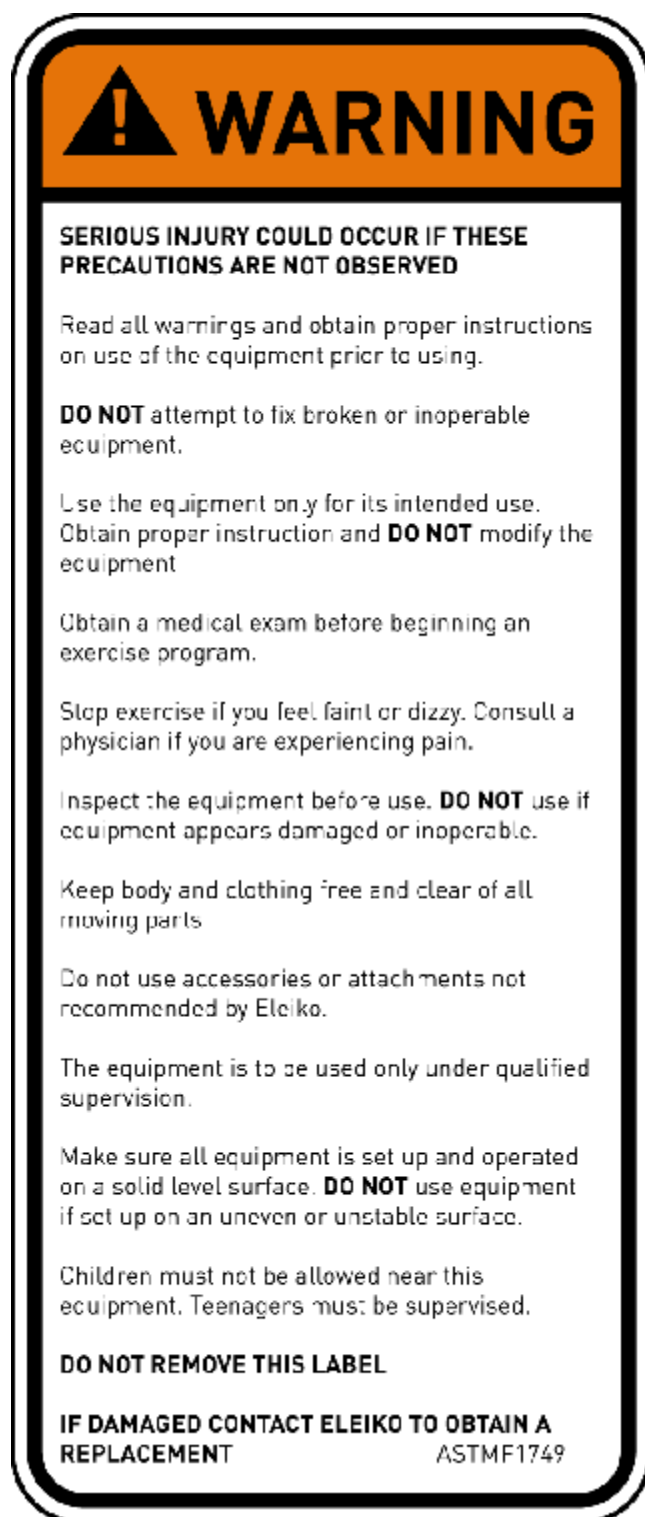 WARNING
SERIOUS INJURY COULD OCCUR IF THESE
PRECAUTIONS ARE NOT OBSERVED
Read all warnings and obtain proper instructions
on use of the equipment prior to using.
DO NOT attempt to fix broken or inoperable
equipment.
Use the equipment only for its intended use.
Obtain proper instruction and DO NOT modify the
equipment
Obtain a medical exam before beginning an
exercise program.
Stop exercise if you feel faint or dizzy. Consult a
physician if you are experiencing pain.
Inspect the equipment before use. DO NOT use if
equipment appears damaged or inoperable.
Keep body and clothing free and clear of all
moving parts
Do not use accessories or attachments not
recommended by Eleiko.
The equipment is to be used only under qualified
supervision.
Make sure all equipment is set up and operated
on a solid level surface. DO NOT use equipment
if set up on an uneven or unstable surface.
Children must not be allowed near this
equipment. Teenagers must be supervised.
DO NOT REMOVE THIS LABEL
IF DAMAGED CONTACT ELEIKO TO OBTAIN A
REPLACEMENT ASTMF1749